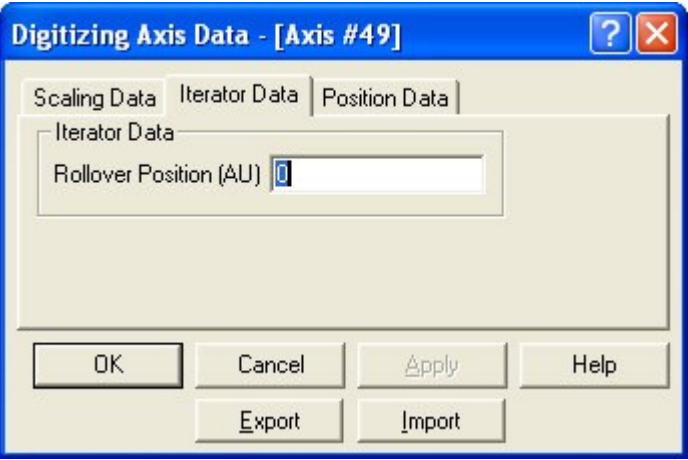 Digitizing Axis Data - [Axis #49]
?
Scaling Data Iterator Data Position Data
Iterator Data
Rollover Position (AU) 0
OK Cancel Apply Help
Export Import